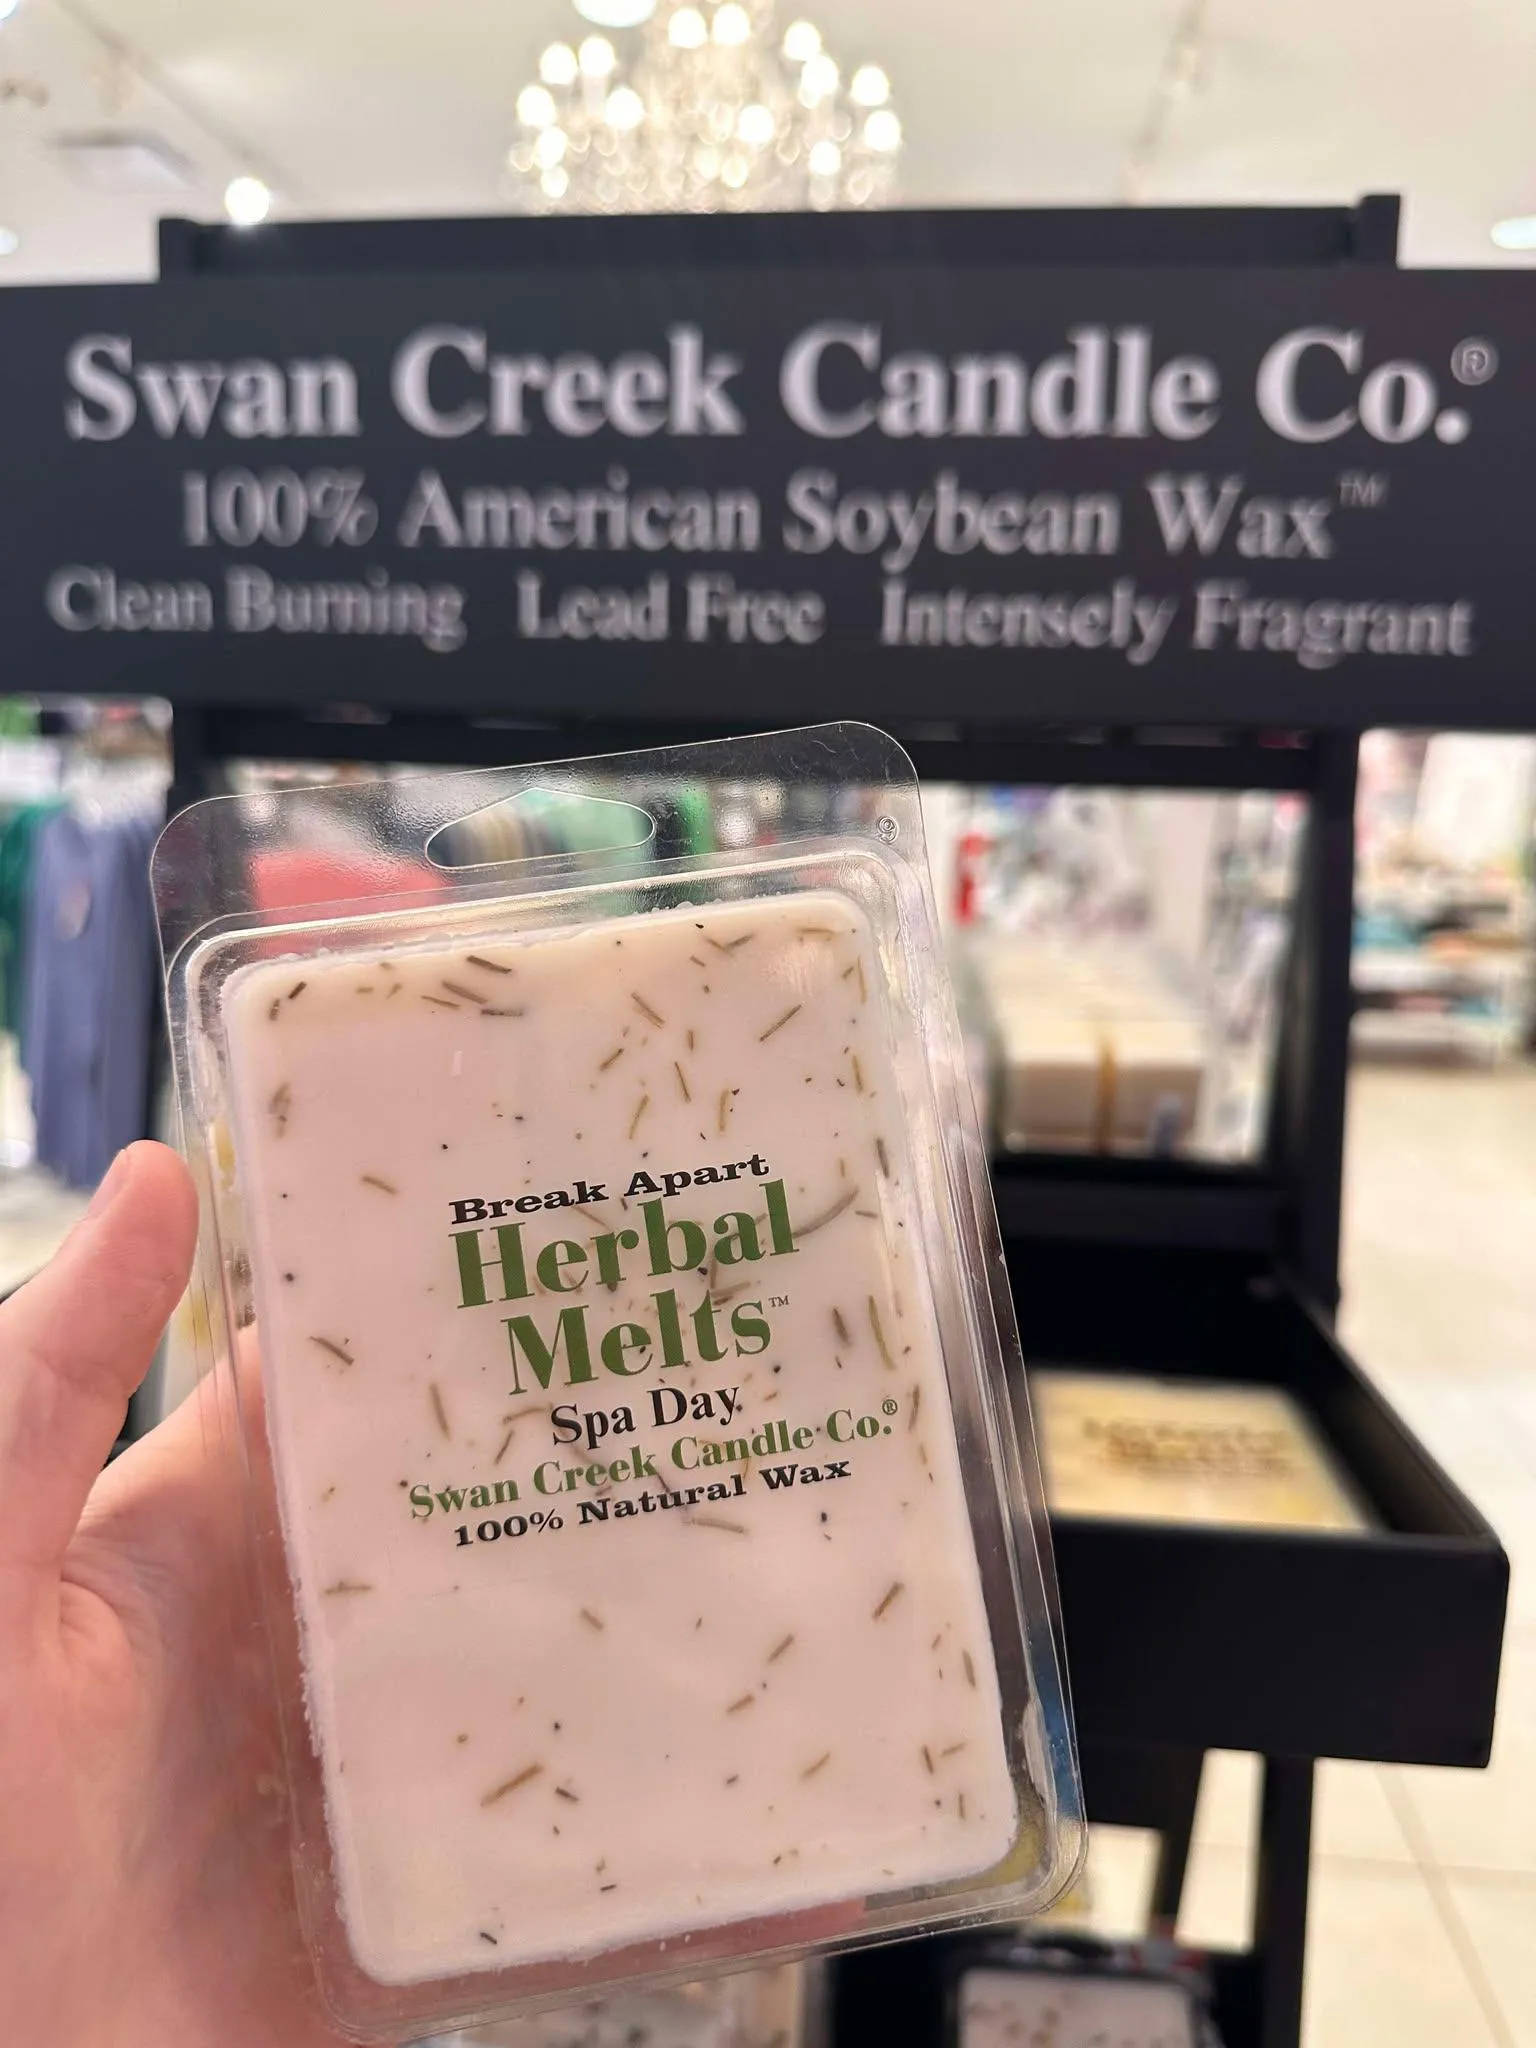 Swan Creek Candle Co.®
100% American Soybean Wax™
Clean Burning Lead Free Intensely Fragrant
9
Break Apart
Herbal
Melts™
Spa Day
Swan Creek Candle Co.®
100% Natural Wax